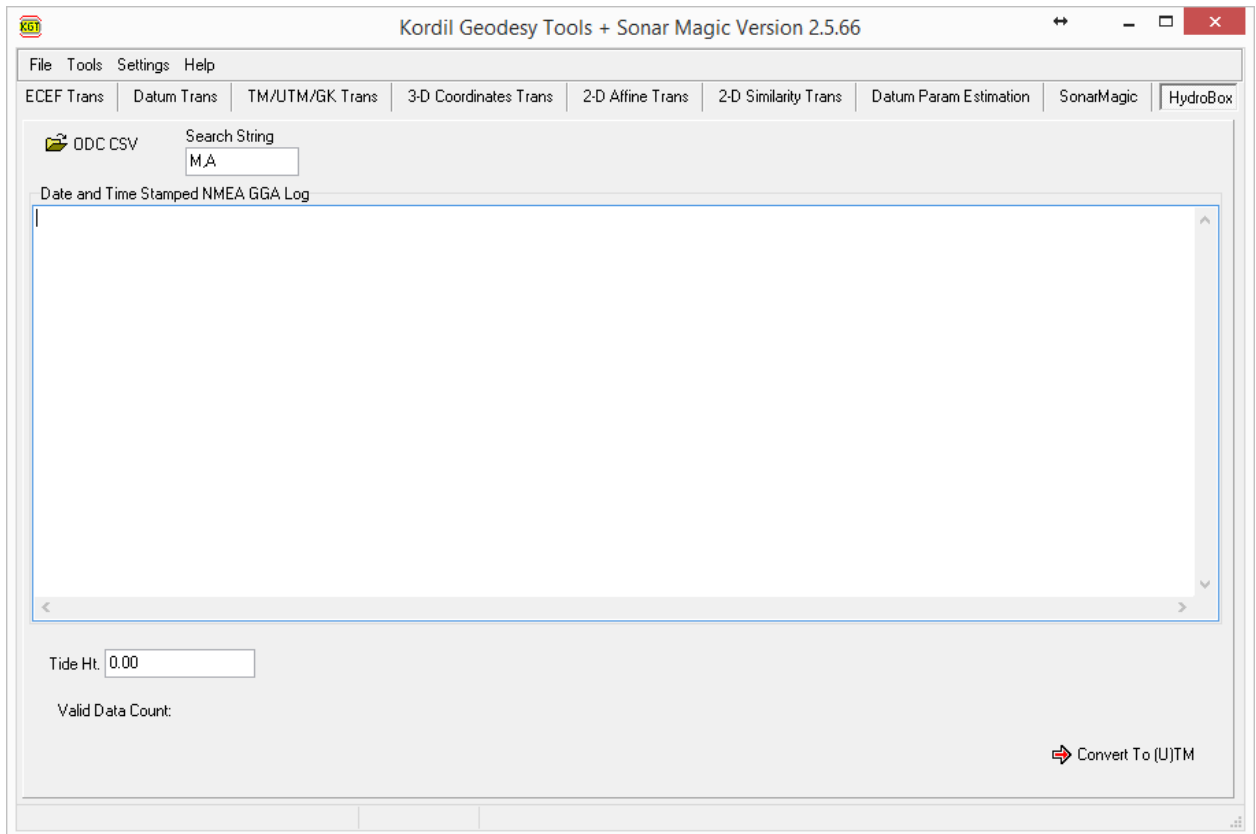 KGT Kordil Geodesy Tools + Sonar Magic Version 2.5.66
File Tools Settings Help
ECEF Trans Datum Trans TM/UTM/GK Trans 3-D Coordinates Trans 2-D Affine Trans 2-D Similarity Trans Datum Param Estimation SonarMagic HydroBox
ODC CSV
Search String
M,A
Date and Time Stamped NMEA GGA Log
Tide Ht. 0.00
Valid Data Count:
Convert To (U)TM